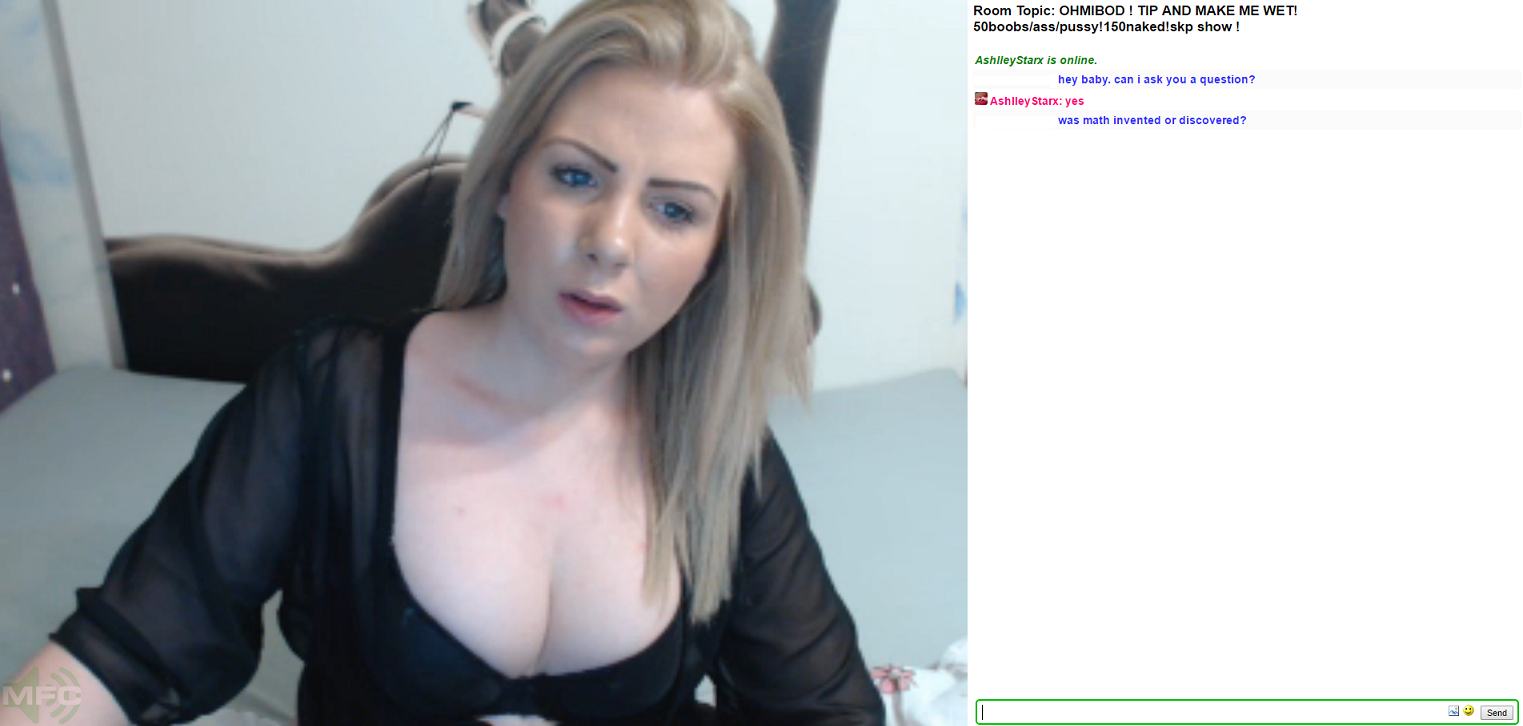 Room Topic: OHMIBOD ! TIP AND MAKE ME WET!
50boobs/ass/pussy!150naked!skp show !
AshlleyStarx is online.
hey baby. can i ask you a question?
AshlleyStarx: yes
was math invented or discovered?
MFC
Send